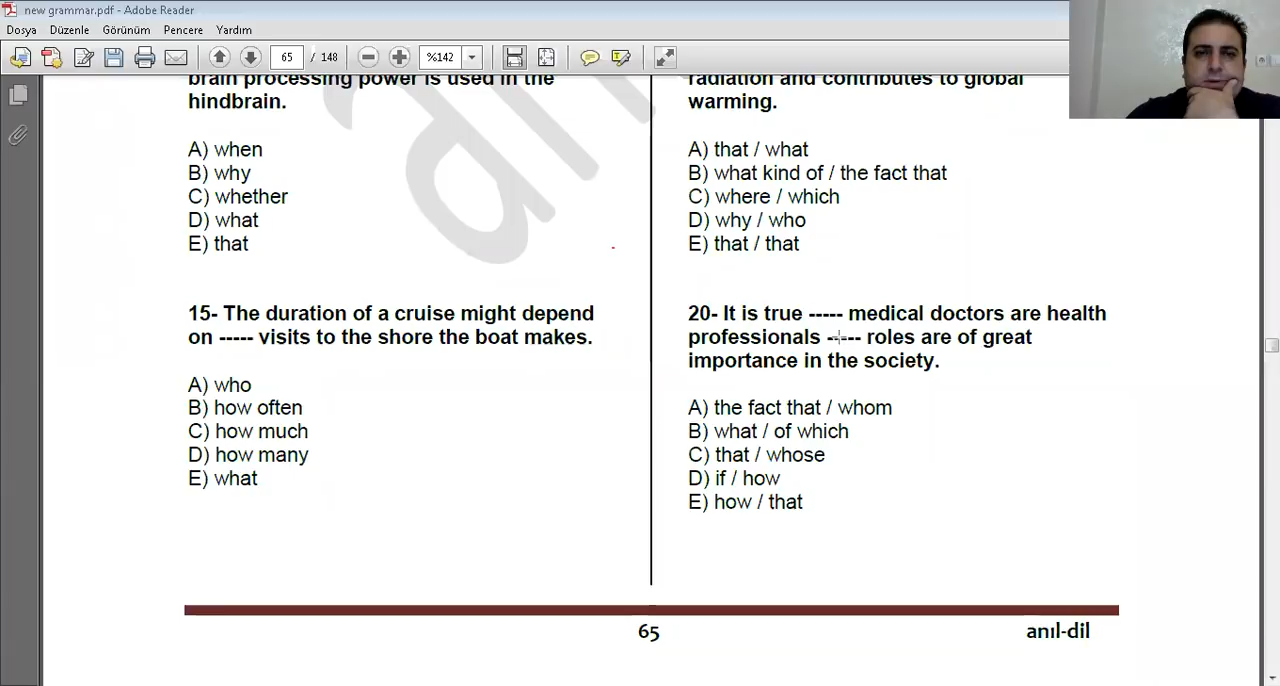 new grammar.pdf - Adobe Reader
Dosya Düzenle Görünüm Pencere Yardım
65 / 148 %142
brain processing power is used in the
hindbrain.
A) when
B) why
C) whether
D) what
E) that
15- The duration of a cruise might depend
on ----- visits to the shore the boat makes.
A) who
B) how often
C) how much
D) how many
E) what
radiation and contributes to global
warming.
A) that / what
B) what kind of / the fact that
C) where / which
D) why / who
E) that / that
20- It is true ----- medical doctors are health
professionals ----- roles are of great
importance in the society.
A) the fact that / whom
B) what / of which
C) that / whose
D) if / how
E) how / that
65
anıl-dil